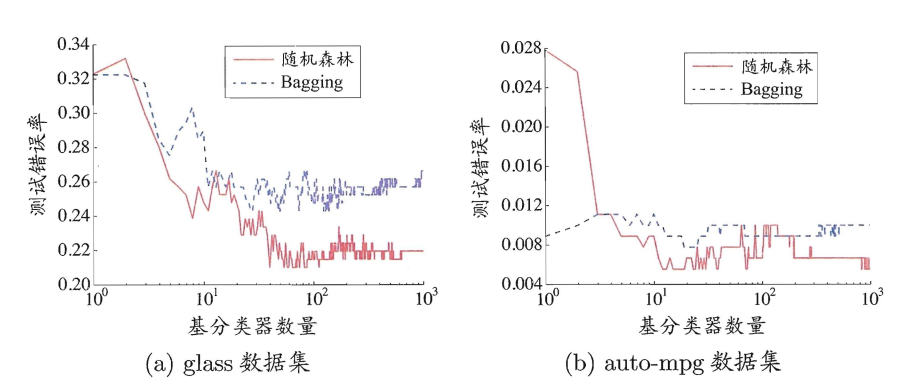 0.34
0.32
0.30
0.28
0.26
0.24
0.22
0.20
测试错误率
随机森林
Bagging
10^0
10^1
10^2
10^3
基分类器数量
(a) glass 数据集
0.028
0.024
0.020
0.016
0.012
0.008
0.004
测试错误率
随机森林
Bagging
10^0
10^1
10^2
10^3
基分类器数量
(b) auto-mpg 数据集